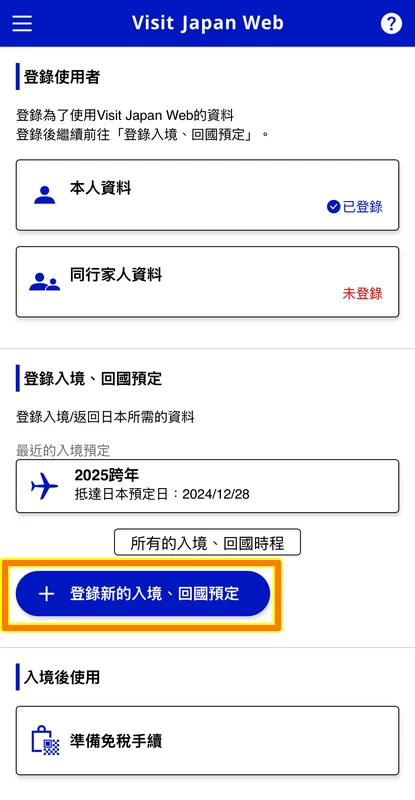 Visit Japan Web
?
登錄使用者
登錄為了使用Visit Japan Web的資料
登錄後繼續前往「登錄入境、回國預定」。
本人資料
已登錄
同行家人資料
未登錄
登錄入境、回國預定
登錄入境/返回日本所需的資料
最近的入境預定
2025跨年
抵達日本預定日：2024/12/28
所有的入境、回國時程
+ 登錄新的入境、回國預定
入境後使用
準備免稅手續